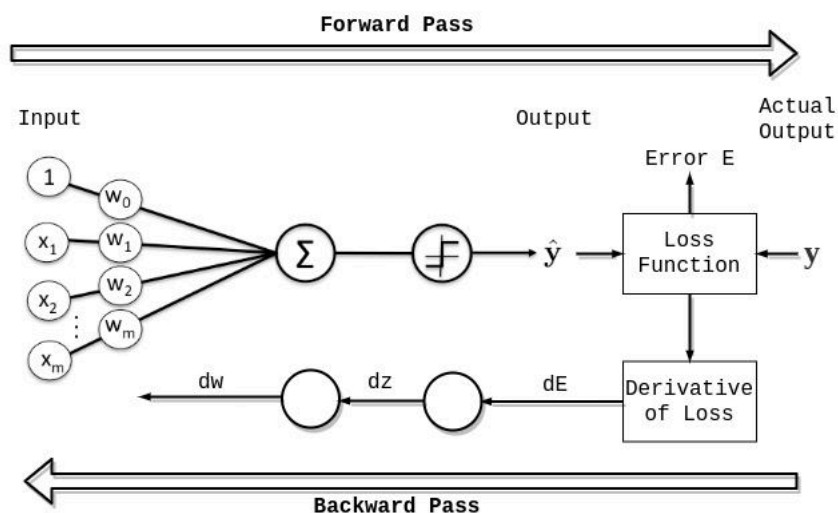 Forward Pass
Input
Output
Actual
Output
Error E
1
w₀
x₁
w₁
Σ
ŷ
Loss
Function
y
x₂
w₂
⋮
wₘ
xₘ
dw
dz
dE
Derivative
of Loss
Backward Pass